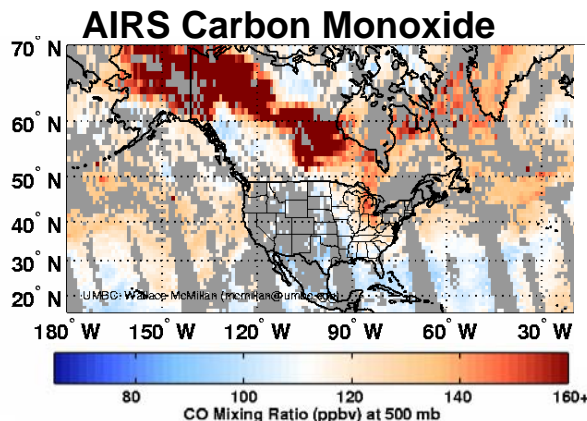 AIRS Carbon Monoxide
70° N
60° N
50° N
40° N
30° N
20° N
UMBC: Wallace McMillan (mcmillan@umbc.edu)
180° W 150° W 120° W 90° W 60° W 30° W
80 100 120 140 160+
CO Mixing Ratio (ppbv) at 500 mb